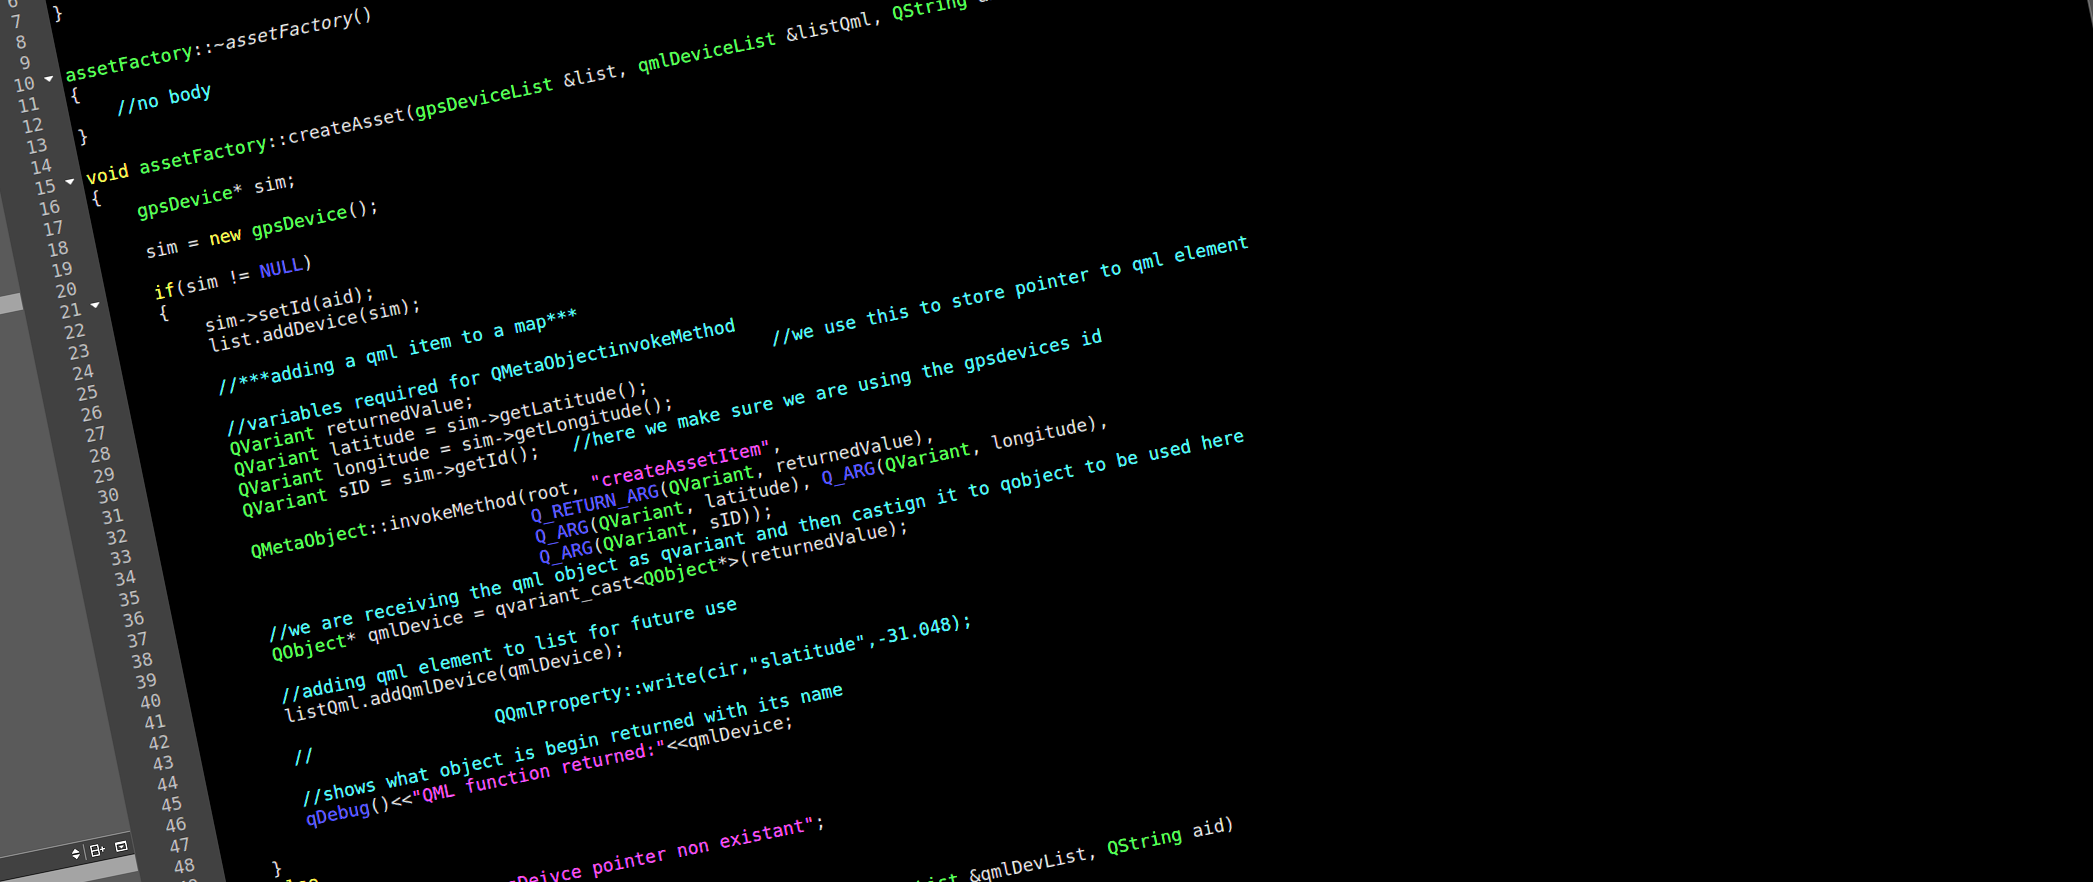 6
7 }
8
9
10 assetFactory::~assetFactory()
11 {
12 //no body
13 }
14
15 void assetFactory::createAsset(gpsDeviceList &list, qmlDeviceList &listQml, QString
16 {
17 gpsDevice* sim;
18
19 sim = new gpsDevice();
20
21 if(sim != NULL)
22 {
23 sim->setId(aid);
24 list.addDevice(sim);
25
26 //***adding a qml item to a map***
27
28 //variables required for QMetaObjectinvokeMethod
29 QVariant returnedValue; //we use this to store pointer to qml element
30 QVariant latitude = sim->getLatitude();
31 QVariant longitude = sim->getLongitude();
32 QVariant sID = sim->getId(); //here we make sure we are using the gpsdevices id
33
34 QMetaObject::invokeMethod(root, "createAssetItem",
35 Q_RETURN_ARG(QVariant, returnedValue),
36 Q_ARG(QVariant, latitude), Q_ARG(QVariant, longitude),
37 Q_ARG(QVariant, sID));
38 //we are receiving the qml object as qvariant and then castign it to qobject to be used here
39 QObject* qmlDevice = qvariant_cast<QObject*>(returnedValue);
40
41 //adding qml element to list for future use
42 listQml.addQmlDevice(qmlDevice);
43
44 // QQmlProperty::write(cir,"slatitude",-31.048);
45
46 //shows what object is begin returned with its name
47 qDebug()<<"QML function returned:"<<qmlDevice;
48
}
pointer non existant";
&qmlDevList, QString aid)